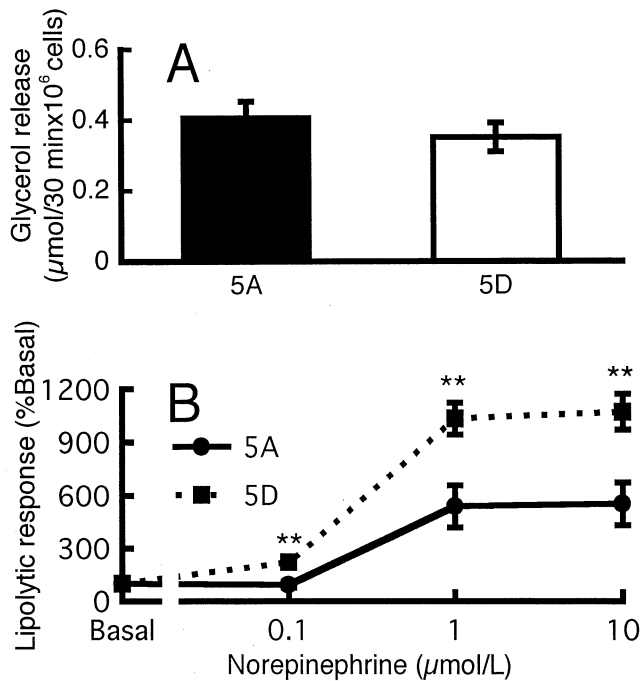 Glycerol release
(µmol/30 minx10⁶ cells)
0.6
0.4
0.2
0
A
5A
5D
Lipolytic response (%Basal)
1200
900
600
300
0
B
5A
5D
**
**
**
Basal
0.1
1
10
Norepinephrine (µmol/L)